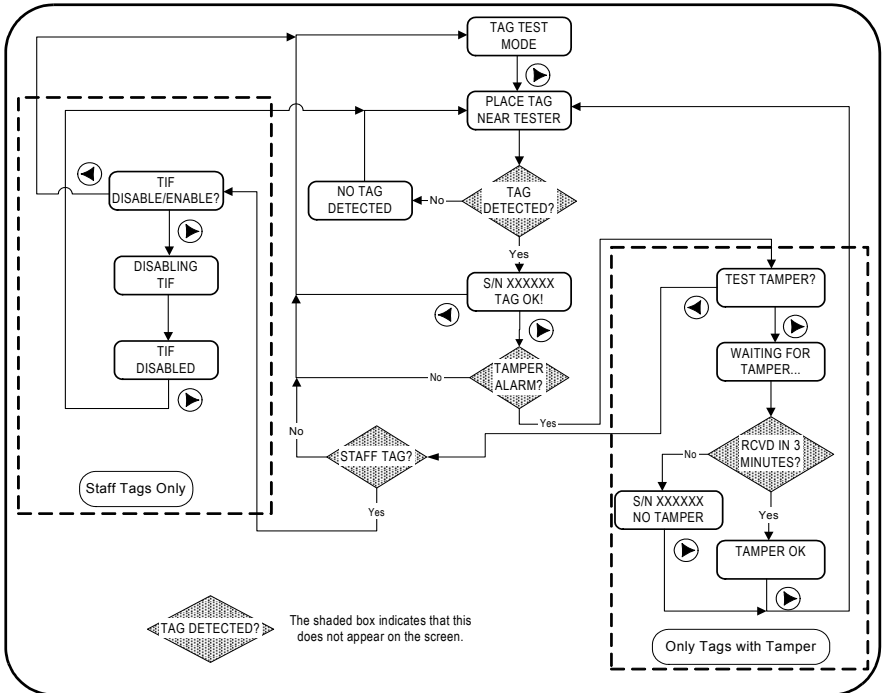 TAG TEST
MODE
PLACE TAG
NEAR TESTER
TIF
DISABLE/ENABLE?
NO TAG
DETECTED
No
TAG
DETECTED?
Yes
DISABLING
TIF
S/N XXXXXX
TAG OK!
TEST TAMPER?
TIF
DISABLED
No
TAMPER
ALARM?
Yes
WAITING FOR
TAMPER...
No
STAFF TAG?
Yes
No
RCVD IN 3
MINUTES?
Yes
Staff Tags Only
S/N XXXXXX
NO TAMPER
TAMPER OK
TAG DETECTED?
The shaded box indicates that this
does not appear on the screen.
Only Tags with Tamper